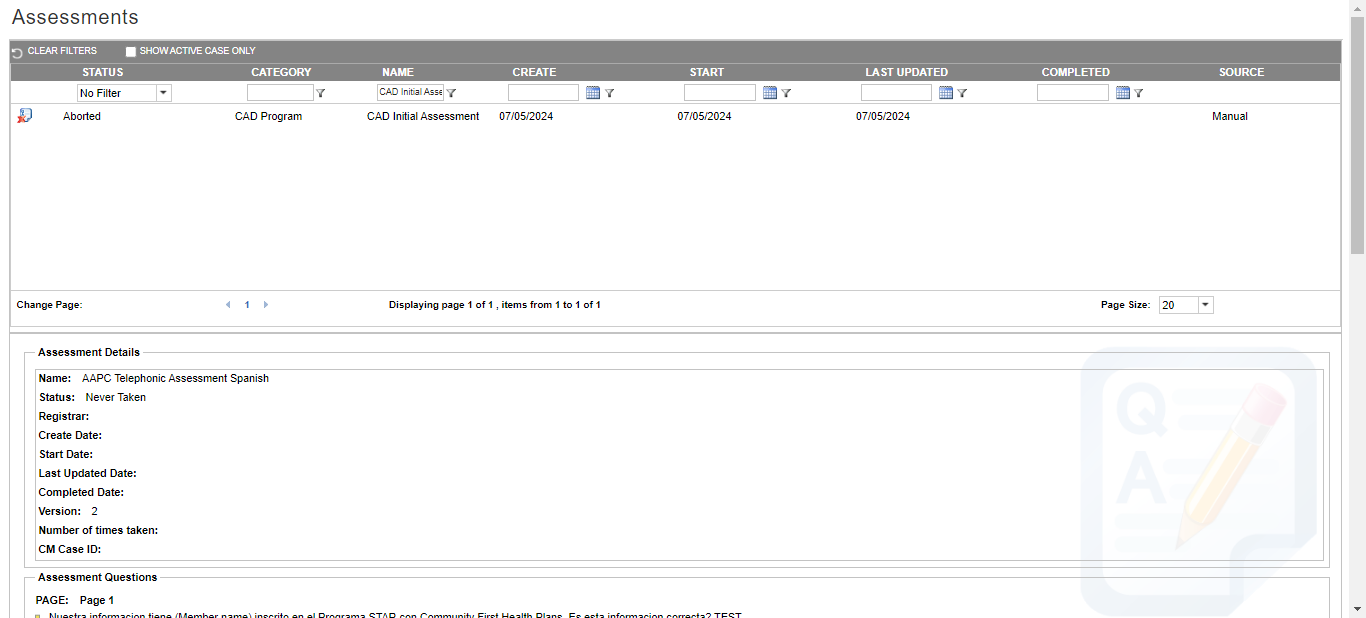 Assessments
CLEAR FILTERS SHOW ACTIVE CASE ONLY
STATUS CATEGORY NAME CREATE START LAST UPDATED COMPLETED SOURCE
No Filter CAD Initial Asse
Aborted CAD Program CAD Initial Assessment 07/05/2024 07/05/2024 07/05/2024 Manual
Change Page: 1 Displaying page 1 of 1 , items from 1 to 1 of 1 Page Size: 20
Assessment Details
Name: AAPC Telephonic Assessment Spanish
Status: Never Taken
Registrar:
Create Date:
Start Date:
Last Updated Date:
Completed Date:
Version: 2
Number of times taken:
CM Case ID:
Q
A
Assessment Questions
PAGE: Page 1
Nuestra informacion tiene (Member name) inscrito en el Programa STAR con Community First Health Plans. Es esta informacion correcta? TEST